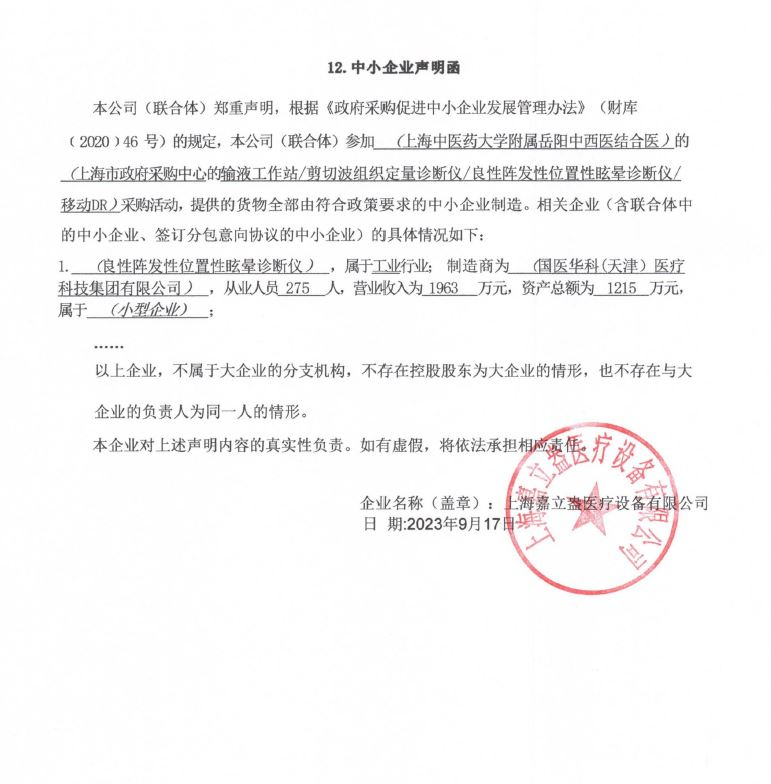 12.中小企业声明函
本公司（联合体）郑重声明，根据《政府采购促进中小企业发展管理办法》（财库
﹝2020﹞46 号）的规定，本公司（联合体）参加 （上海中医药大学附属岳阳中西医结合医）的
（上海市政府采购中心的输液工作站/剪切波组织定量诊断仪/良性阵发性位置性眩晕诊断仪/
移动DR）采购活动，提供的货物全部由符合政策要求的中小企业制造。相关企业（含联合体中
的中小企业、签订分包意向协议的中小企业）的具体情况如下：
1. （良性阵发性位置性眩晕诊断仪） ，属于工业行业； 制造商为 （国医华科(天津）医疗
科技集团有限公司） ，从业人员 275 人，营业收入为 1963 万元，资产总额为 1215 万元，
属于 （小型企业） ；
……
以上企业，不属于大企业的分支机构，不存在控股股东为大企业的情形，也不存在与大
企业的负责人为同一人的情形。
本企业对上述声明内容的真实性负责。如有虚假，将依法承担相应责任。
企业名称（盖章）：上海嘉立盎医疗设备有限公司
日 期:2023年9月17日
上海嘉立盎医疗设备有限公司